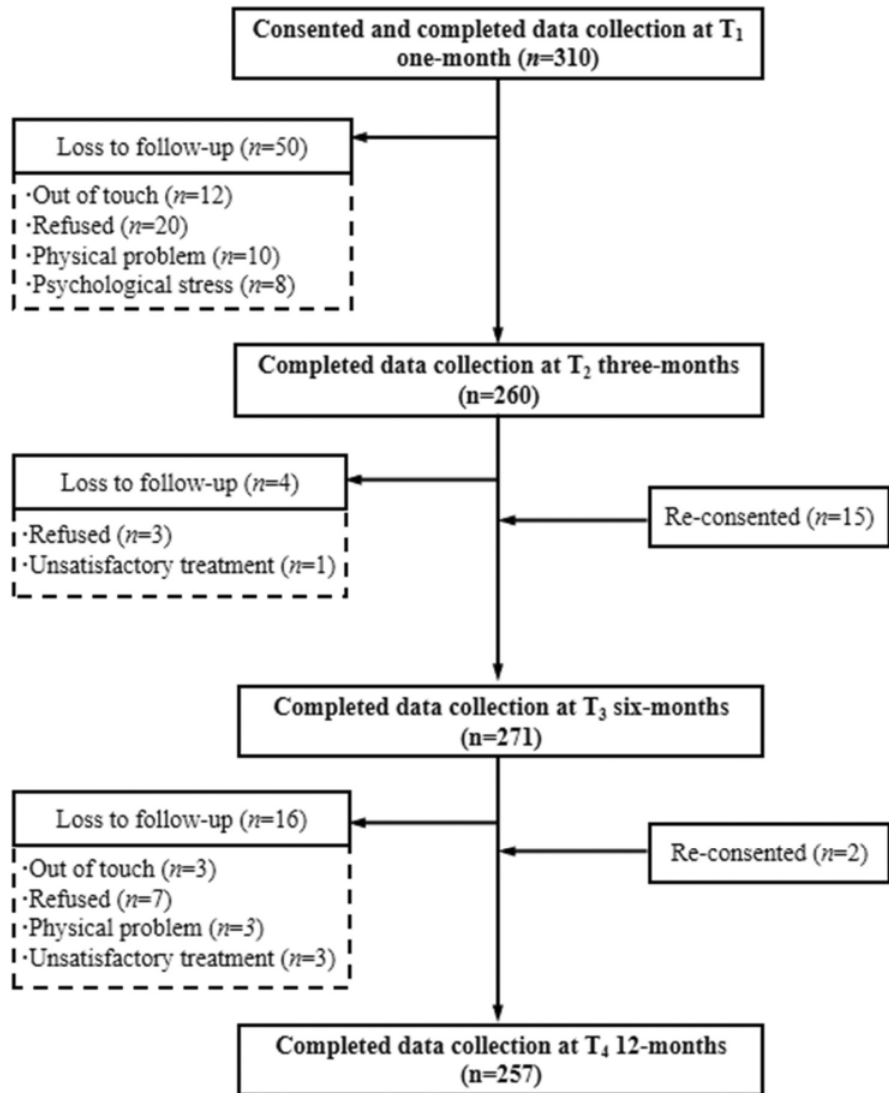 Consented and completed data collection at T₁
one-month (n=310)
Loss to follow-up (n=50)
·Out of touch (n=12)
·Refused (n=20)
·Physical problem (n=10)
·Psychological stress (n=8)
Completed data collection at T₂ three-months
(n=260)
Loss to follow-up (n=4)
·Refused (n=3)
·Unsatisfactory treatment (n=1)
Re-consented (n=15)
Completed data collection at T₃ six-months
(n=271)
Loss to follow-up (n=16)
·Out of touch (n=3)
·Refused (n=7)
·Physical problem (n=3)
·Unsatisfactory treatment (n=3)
Re-consented (n=2)
Completed data collection at T₄ 12-months
(n=257)